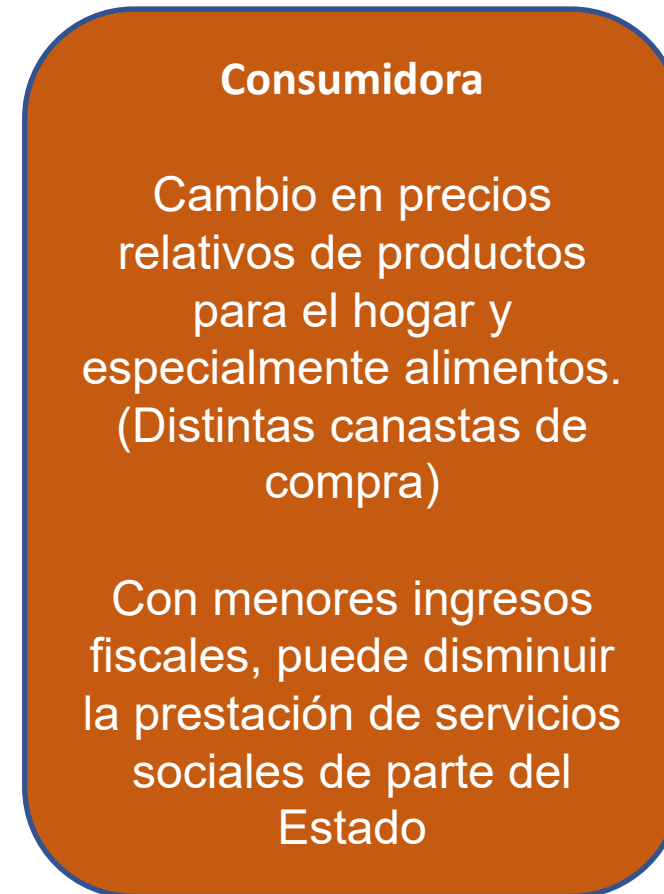 Consumidora
Cambio en precios
relativos de productos
para el hogar y
especialmente alimentos.
(Distintas canastas de
compra)
Con menores ingresos
fiscales, puede disminuir
la prestación de servicios
sociales de parte del
Estado